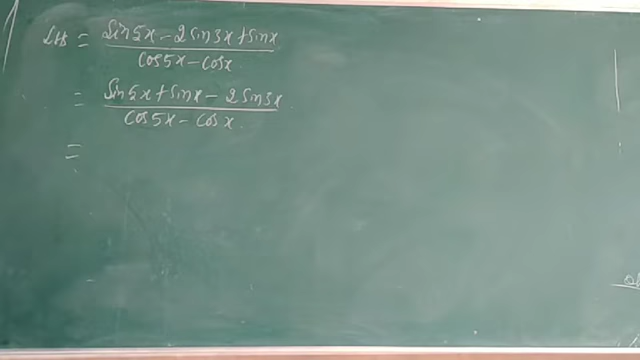 LHS = sin5x - 2sin3x + sinx
cos5x - cosx
= sin5x + sinx - 2sin3x
cos5x - cosx
=